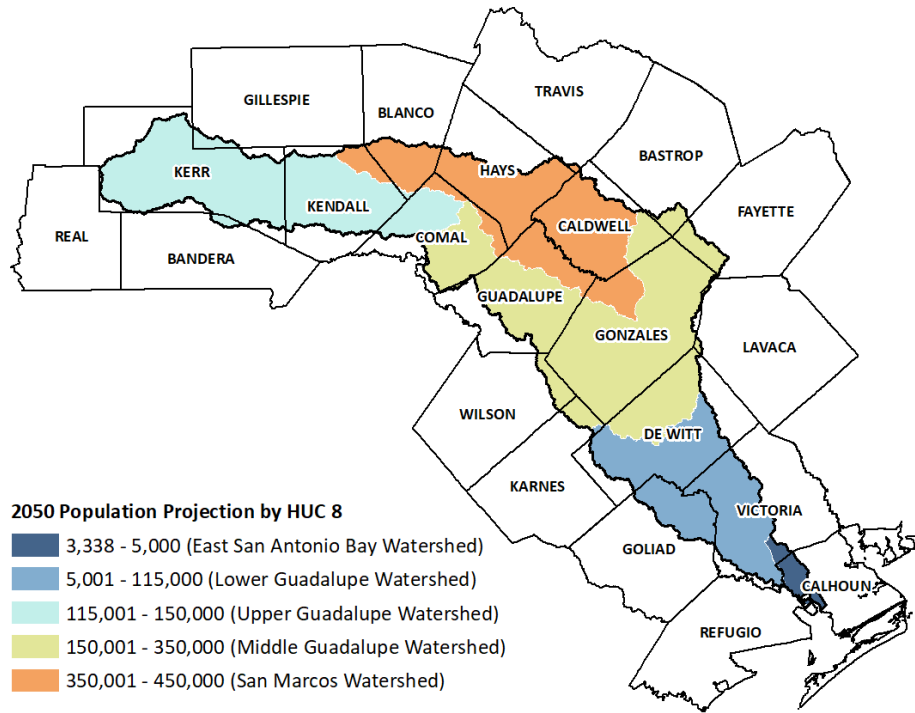 TRAVIS
GILLESPIE
BLANCO
BASTROP
KERR
HAYS
KENDALL
FAYETTE
CALDWELL
REAL
COMAL
BANDERA
GUADALUPE
GONZALES
LAVACA
WILSON
DE WITT
KARNES
VICTORIA
GOLIAD
CALHOUN
REFUGIO
2050 Population Projection by HUC 8
3,338 - 5,000 (East San Antonio Bay Watershed)
5,001 - 115,000 (Lower Guadalupe Watershed)
115,001 - 150,000 (Upper Guadalupe Watershed)
150,001 - 350,000 (Middle Guadalupe Watershed)
350,001 - 450,000 (San Marcos Watershed)